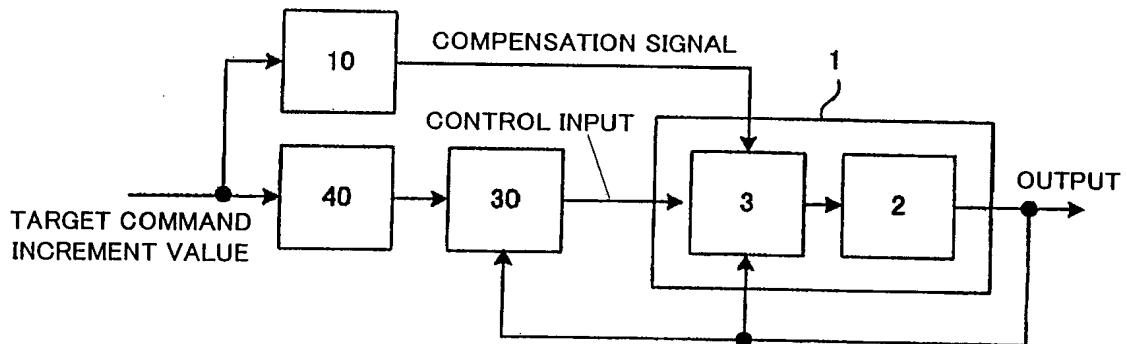 10
COMPENSATION SIGNAL
1
CONTROL INPUT
40
30
3
2
OUTPUT
TARGET COMMAND
INCREMENT VALUE